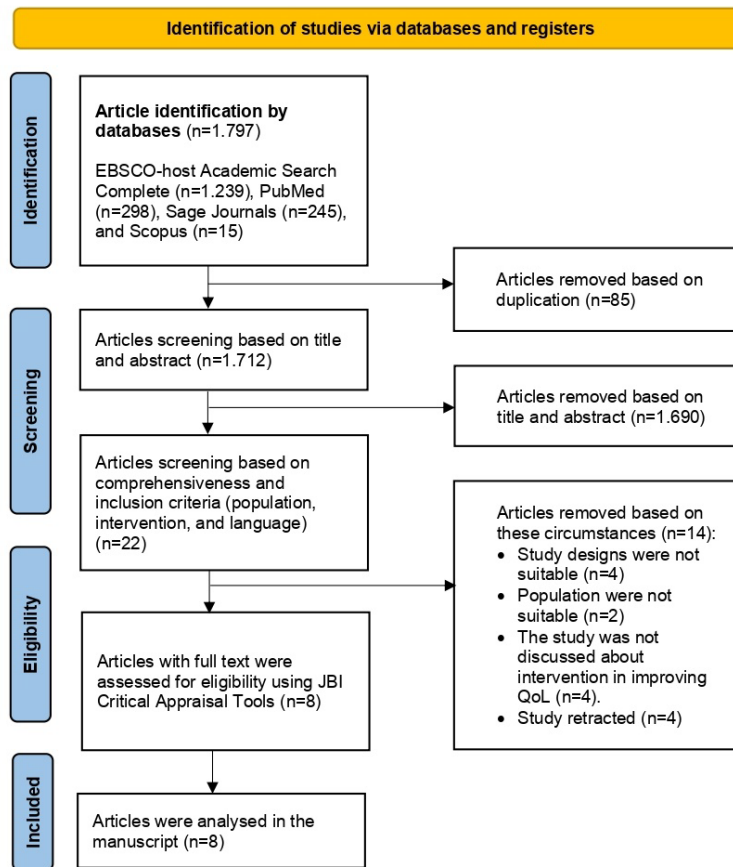 Identification of studies via databases and registers
Identification
Article identification by
databases (n=1.797)
EBSCO-host Academic Search
Complete (n=1.239), PubMed
(n=298), Sage Journals (n=245),
and Scopus (n=15)
Articles removed based on
duplication (n=85)
Screening
Articles screening based on title
and abstract (n=1.712)
Articles removed based on
title and abstract (n=1.690)
Articles screening based on
comprehensiveness and
inclusion criteria (population,
intervention, and language)
(n=22)
Articles removed based on
these circumstances (n=14):
• Study designs were not
suitable (n=4)
• Population were not
suitable (n=2)
• The study was not
discussed about
intervention in improving
QoL (n=4).
• Study retracted (n=4)
Eligibility
Articles with full text were
assessed for eligibility using JBI
Critical Appraisal Tools (n=8)
Included
Articles were analysed in the
manuscript (n=8)